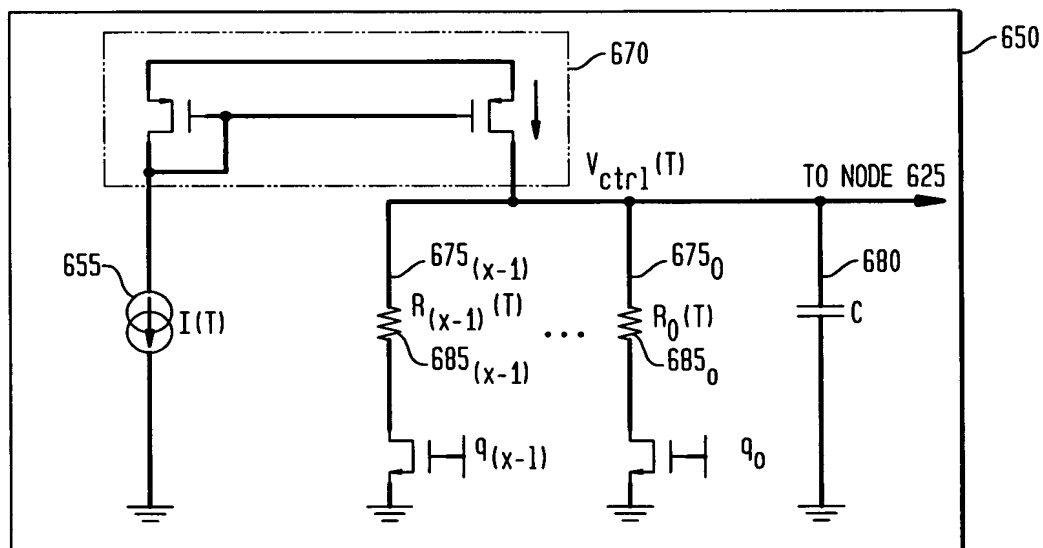 650
670
V_ctrl(T)
TO NODE 625
655
I(T)
675_(x-1)
675_0
680
R_(x-1)(T)
...
R_0(T)
C
685_(x-1)
685_0
q_(x-1)
q_0